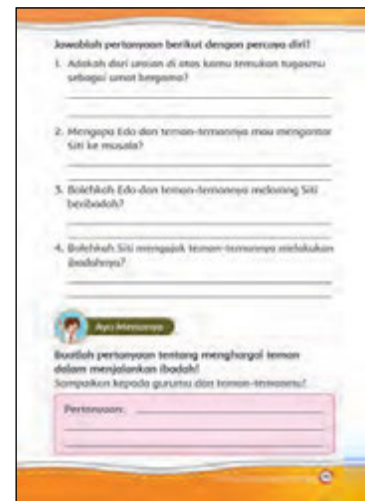 Jawablah pertanyaan berikut dengan percaya diri!
1. Adakah dari uraian di atas kamu temukan tugasmu
sebagai umat beragama?
2. Mengapa Edo dan teman-temannya mau mengantar
Siti ke musala?
3. Bolehkah Edo dan teman-temannya melarang Siti
beribadah?
4. Bolehkah Siti mengajak teman-temannya melakukan
ibadahnya?
Ayo Menanya
Buatlah pertanyaan tentang menghargai teman
dalam menjalankan ibadah!
Sampaikan kepada gurumu dan teman-temanmu!
Pertanyaan: